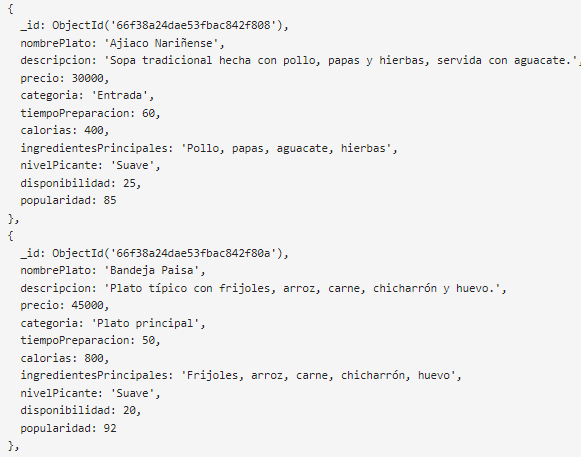 {
_id: ObjectId('66f38a24dae53fbac842f808'),
nombrePlato: 'Ajiaco Nariñense',
descripcion: 'Sopa tradicional hecha con pollo, papas y hierbas, servida con aguacate.',
precio: 30000,
categoria: 'Entrada',
tiempoPreparacion: 60,
calorias: 400,
ingredientesPrincipales: 'Pollo, papas, aguacate, hierbas',
nivelPicante: 'Suave',
disponibilidad: 25,
popularidad: 85
},
{
_id: ObjectId('66f38a24dae53fbac842f80a'),
nombrePlato: 'Bandeja Paisa',
descripcion: 'Plato típico con frijoles, arroz, carne, chicharrón y huevo.',
precio: 45000,
categoria: 'Plato principal',
tiempoPreparacion: 50,
calorias: 800,
ingredientesPrincipales: 'Frijoles, arroz, carne, chicharrón, huevo',
nivelPicante: 'Suave',
disponibilidad: 20,
popularidad: 92
},